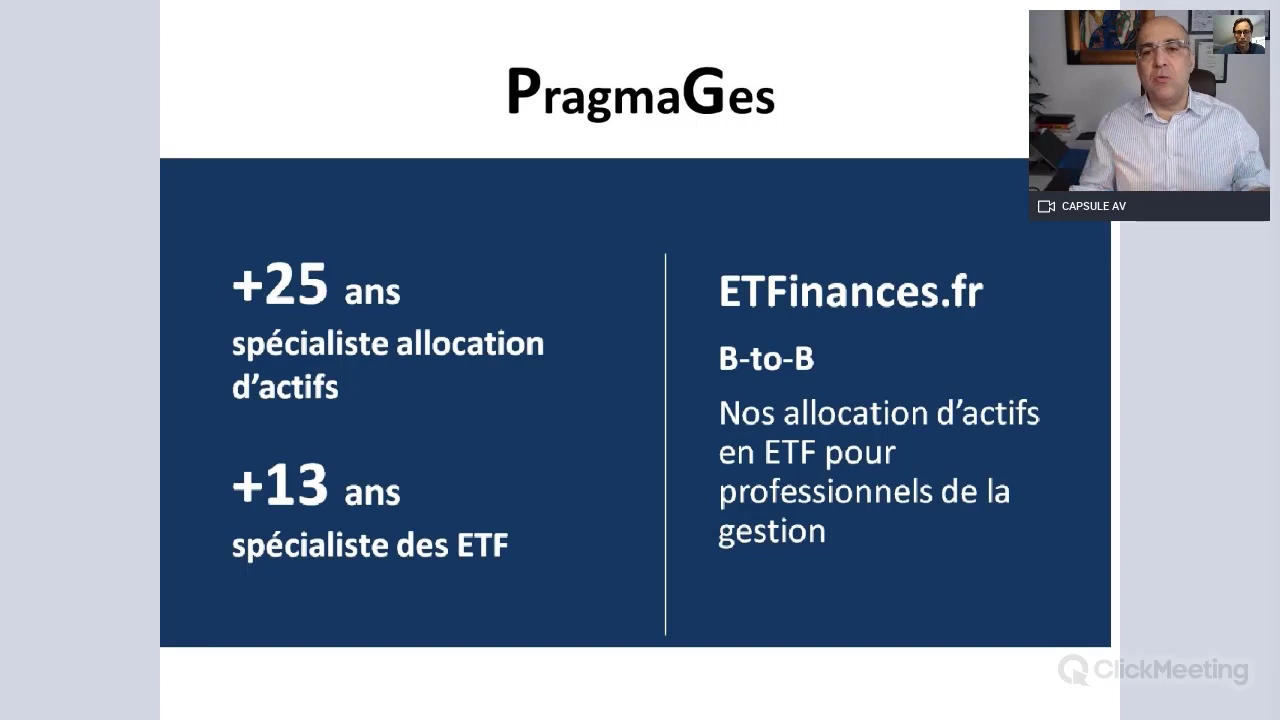 PragmaGes
CAPSULE AV
+25 ans
spécialiste allocation
d’actifs
+13 ans
spécialiste des ETF
ETFinances.fr
B-to-B
Nos allocation d’actifs
en ETF pour
professionnels de la
gestion
ClickMeeting